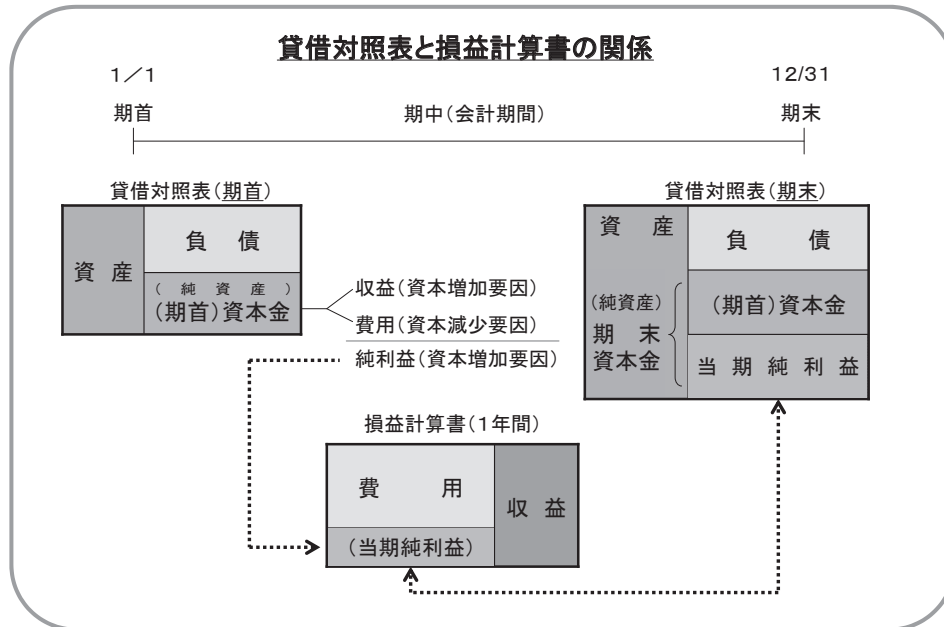 貸借対照表と損益計算書の関係
1／1
12/31
期首
期中(会計期間)
期末
貸借対照表(期首)
資産
負債
(純資産)
(期首)資本金
収益(資本増加要因)
費用(資本減少要因)
純利益(資本増加要因)
貸借対照表(期末)
資産
(純資産)
期末
資本金
負債
(期首)資本金
当期純利益
損益計算書(1年間)
費用
(当期純利益)
収益